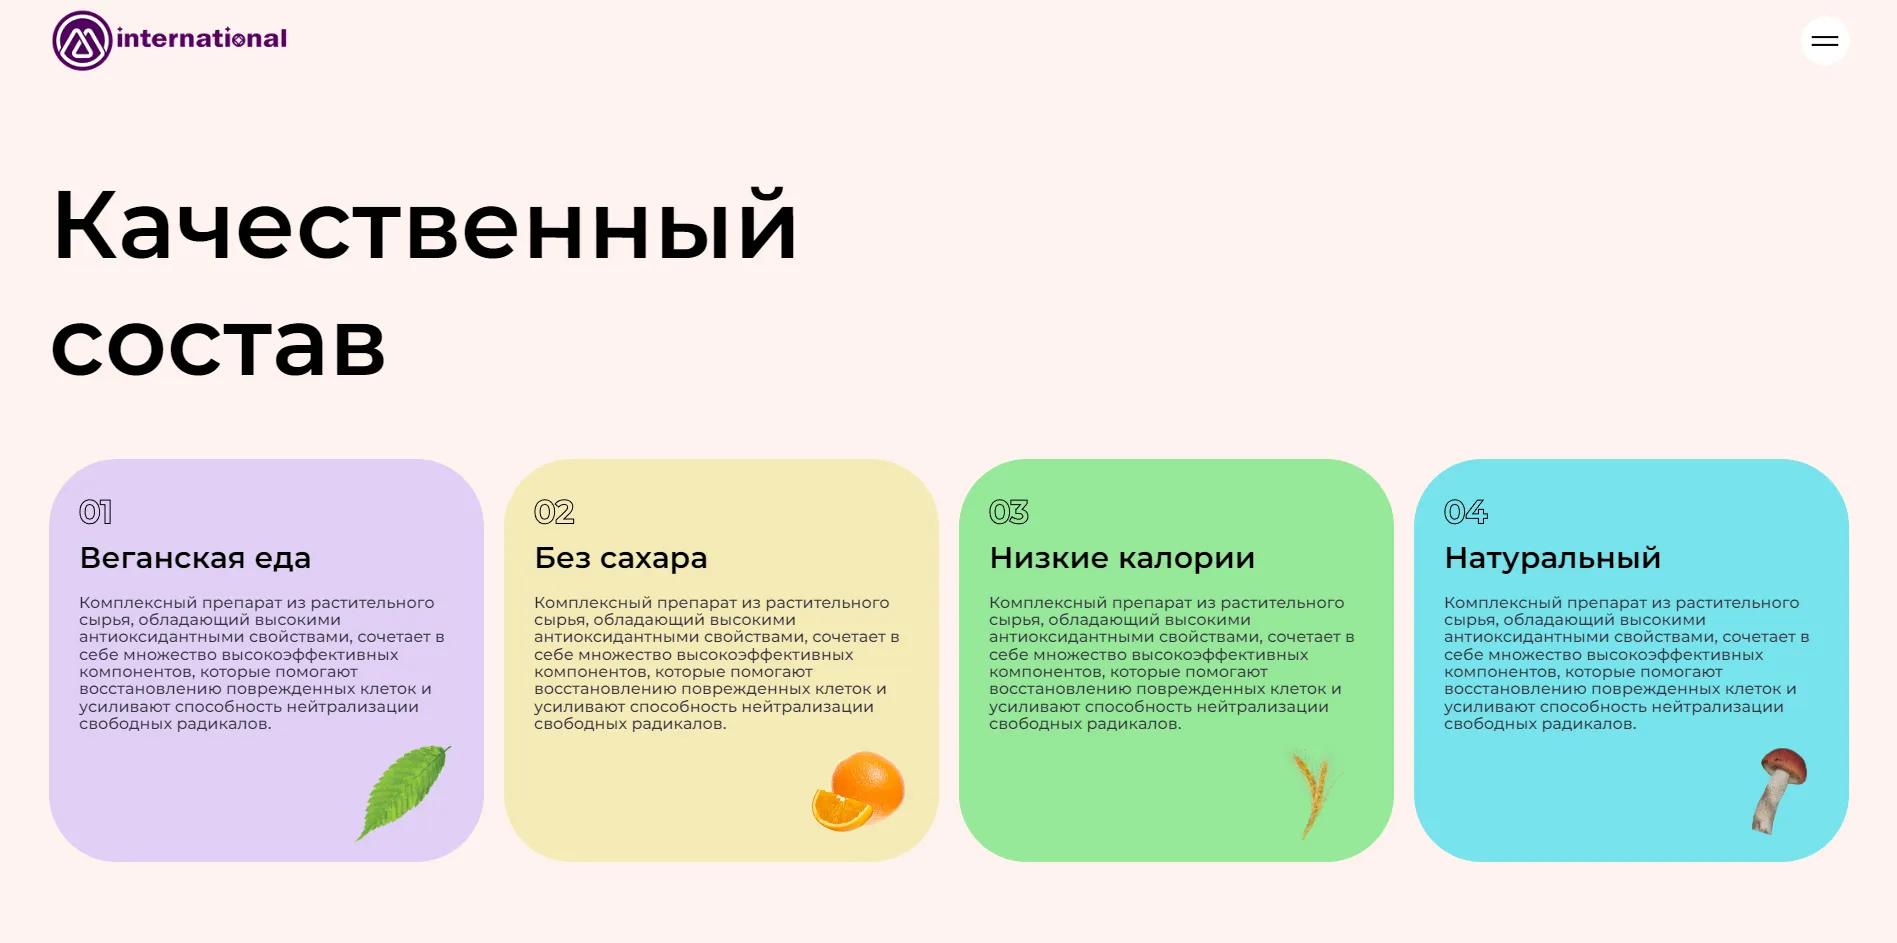 international
Качественный
состав
01
Веганская еда
Комплексный препарат из растительного
сырья, обладающий высокими
антиоксидантными свойствами, сочетает в
себе множество высокоэффективных
компонентов, которые помогают
восстановлению поврежденных клеток и
усиливают способность нейтрализации
свободных радикалов.
02
Без сахара
Комплексный препарат из растительного
сырья, обладающий высокими
антиоксидантными свойствами, сочетает в
себе множество высокоэффективных
компонентов, которые помогают
восстановлению поврежденных клеток и
усиливают способность нейтрализации
свободных радикалов.
03
Низкие калории
Комплексный препарат из растительного
сырья, обладающий высокими
антиоксидантными свойствами, сочетает в
себе множество высокоэффективных
компонентов, которые помогают
восстановлению поврежденных клеток и
усиливают способность нейтрализации
свободных радикалов.
04
Натуральный
Комплексный препарат из растительного
сырья, обладающий высокими
антиоксидантными свойствами, сочетает в
себе множество высокоэффективных
компонентов, которые помогают
восстановлению поврежденных клеток и
усиливают способность нейтрализации
свободных радикалов.